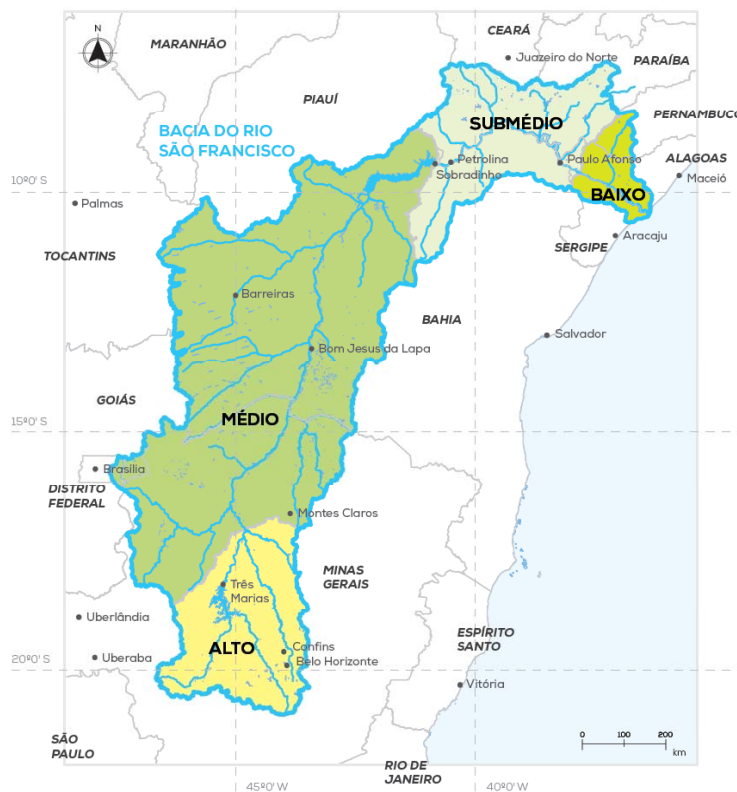 CEARÁ
MARANHÃO
N
Juazeiro do Norte
PARAÍBA
PIAUÍ
PERNAMBUCO
SUBMÉDIO
BACIA DO RIO
SÃO FRANCISCO
Petrolina
Paulo Afonso
ALAGOAS
Sobradinho
Maceió
10º0' S
BAIXO
Palmas
Aracaju
SERGIPE
TOCANTINS
Barreiras
BAHIA
Salvador
Bom Jesus da Lapa
GOIÁS
MÉDIO
15º0' S
Brasília
DISTRITO
FEDERAL
Montes Claros
MINAS
GERAIS
Três
Marias
Uberlândia
ESPÍRITO
SANTO
ALTO
Confins
Belo Horizonte
Uberaba
20º0' S
Vitória
SÃO
PAULO
0 100 200
km
RIO DE
JANEIRO
45º0' W
40º0' W